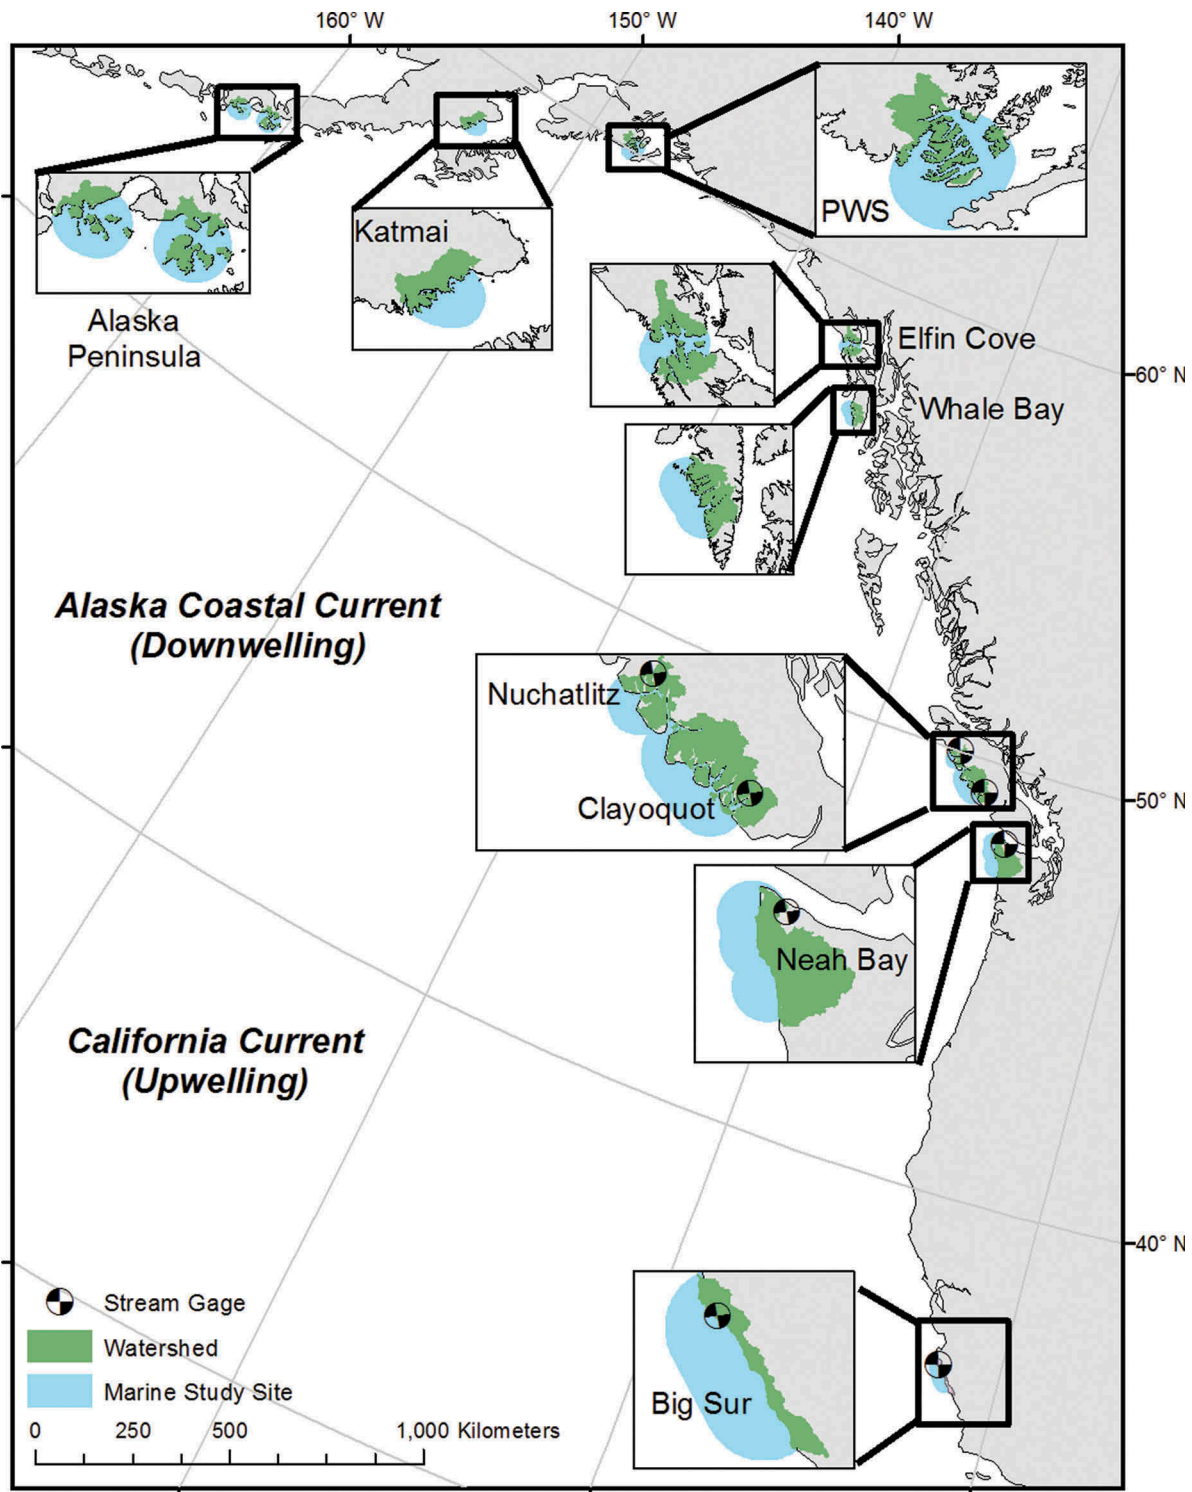 160° W
150° W
140° W
PWS
Katmai
Alaska
Peninsula
Elfin Cove
60° N
Whale Bay
Alaska Coastal Current
(Downwelling)
Nuchatlitz
Clayoquot
50° N
Neah Bay
California Current
(Upwelling)
40° N
Stream Gage
Watershed
Marine Study Site
Big Sur
0 250 500 1,000 Kilometers